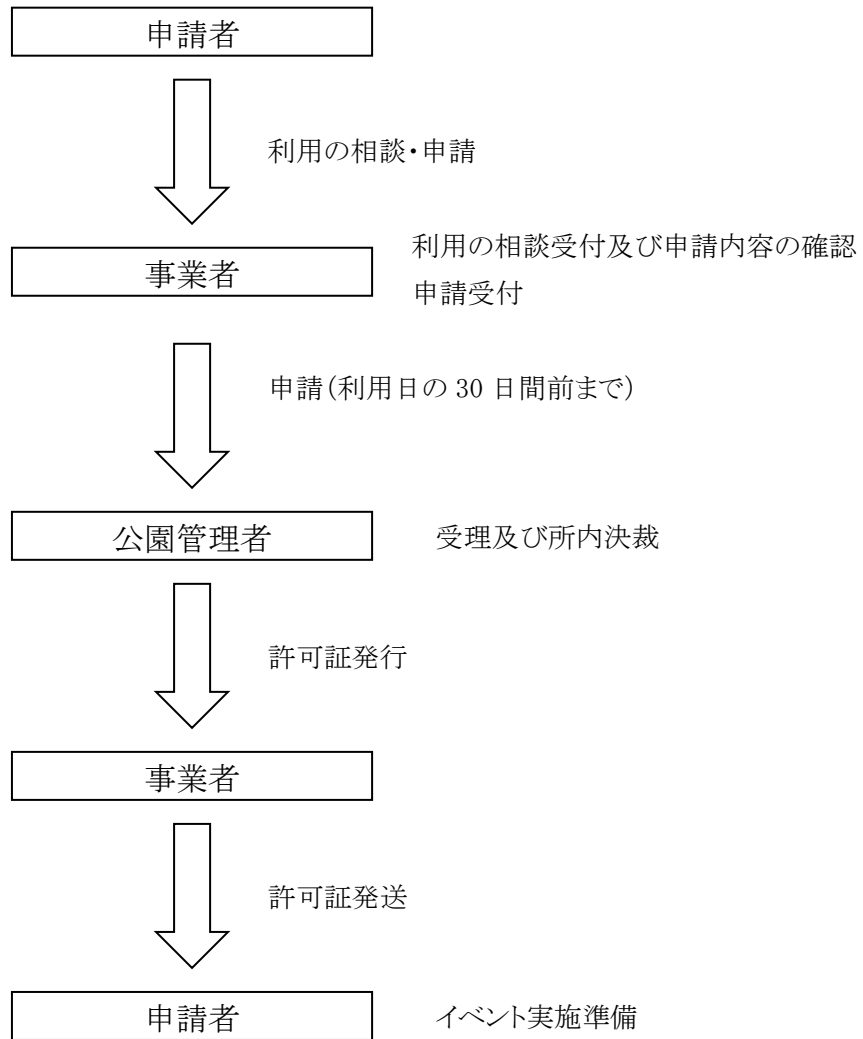 申請者
利用の相談・申請
事業者
利用の相談受付及び申請内容の確認
申請受付
申請(利用日の 30 日間前まで)
公園管理者
受理及び所内決裁
許可証発行
事業者
許可証発送
申請者
イベント実施準備